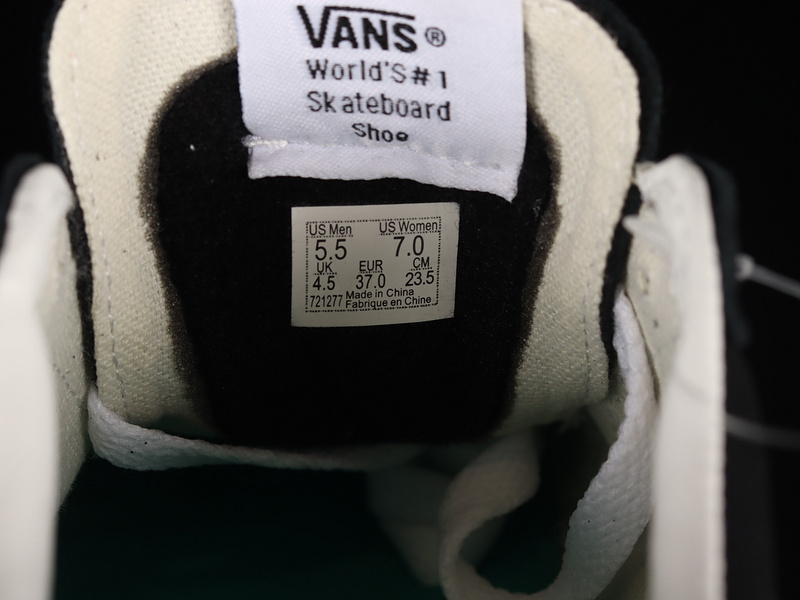 VANS®
World'S #1
Skateboard
Shoe
US Men US Women
5.5 7.0
UK EUR CM
4.5 37.0 23.5
721277 Made in China
Fabrique en Chine